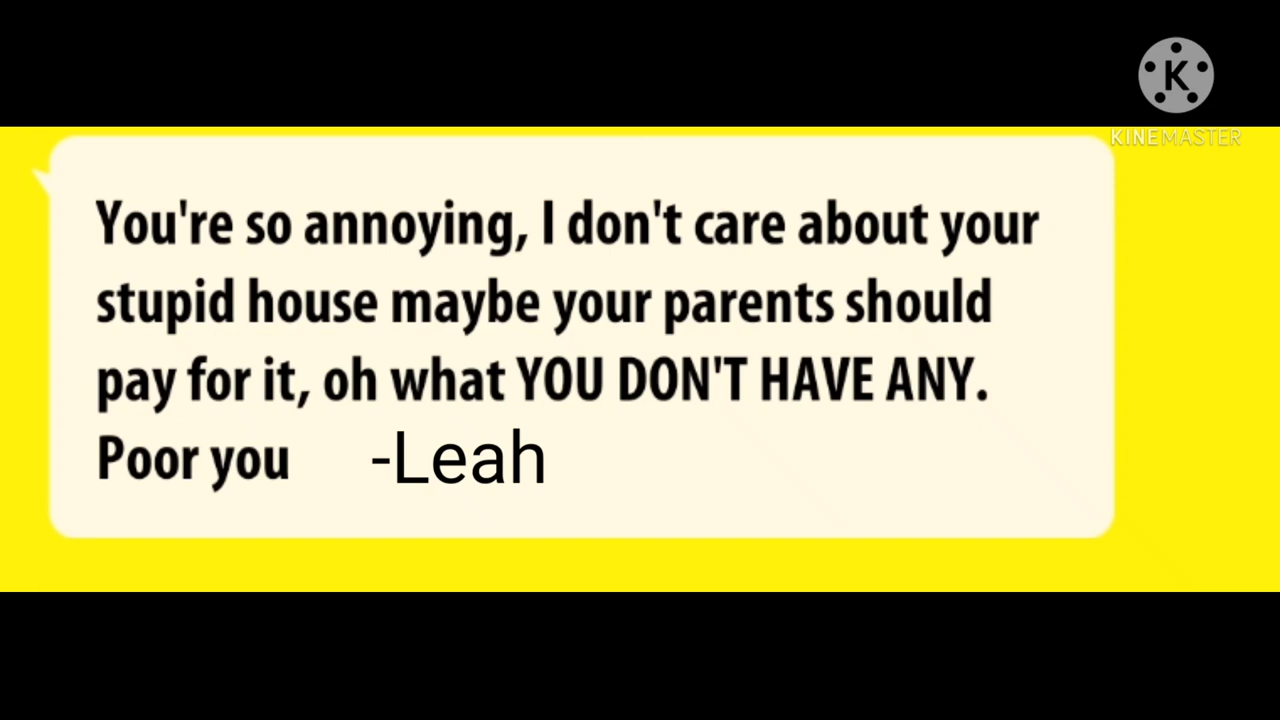 K
KINEMASTER
You're so annoying, I don't care about your
stupid house maybe your parents should
pay for it, oh what YOU DON'T HAVE ANY.
Poor you -Leah